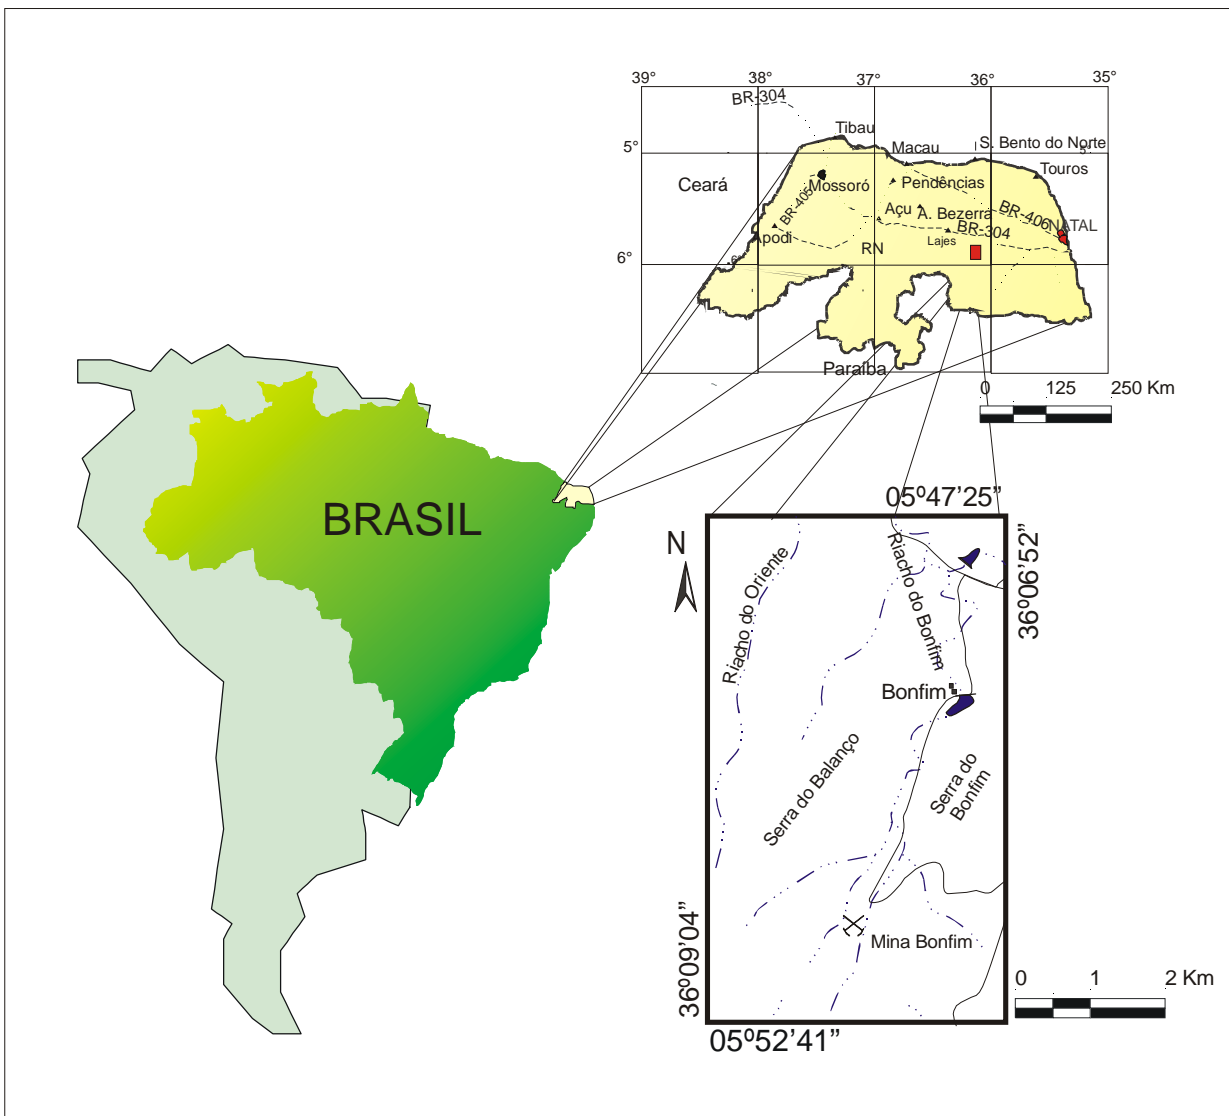 39°
38°
37°
36°
35°
BR-304
Tibau
S. Bento do Norte
5°
Macau
5°
Touros
Ceará
Mossoró
Pendências
BR-405
Açu
A. Bezerra
BR-406
NATAL
Apodi
BR-304
Lajes
RN
6°
6°
Paraíba
0
125
250 Km
BRASIL
05º47’25”
N
36º06’52”
Riacho do Oriente
Riacho do Bonfim
Bonfim
Serra do Balanço
Serra do
Bonfim
Mina Bonfim
36º09’04”
0
1
2 Km
05º52’41”